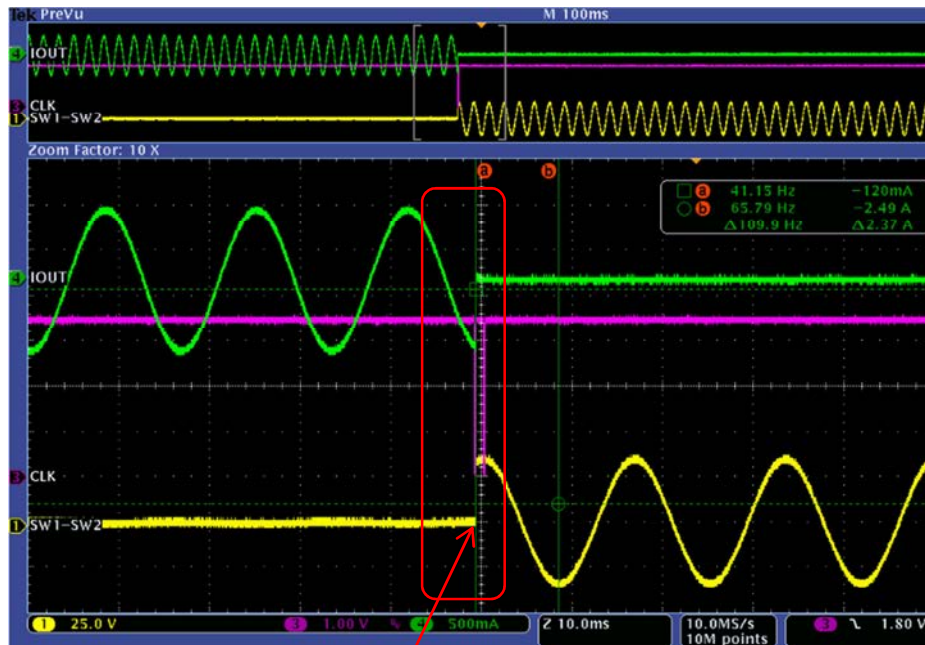 Tek PreVu M 100ms
4 IOUT
3 CLK
1 SW1-SW2
Zoom Factor: 10 X
a b
a 41.15 Hz -120mA
b 65.79 Hz -2.49 A
Δ109.9 Hz Δ2.37 A
4 IOUT
3 CLK
1 SW1-SW2
1 25.0 V 3 1.00 V 4 500mA Z 10.0ms 10.0MS/s 3 1.80 V
10M points